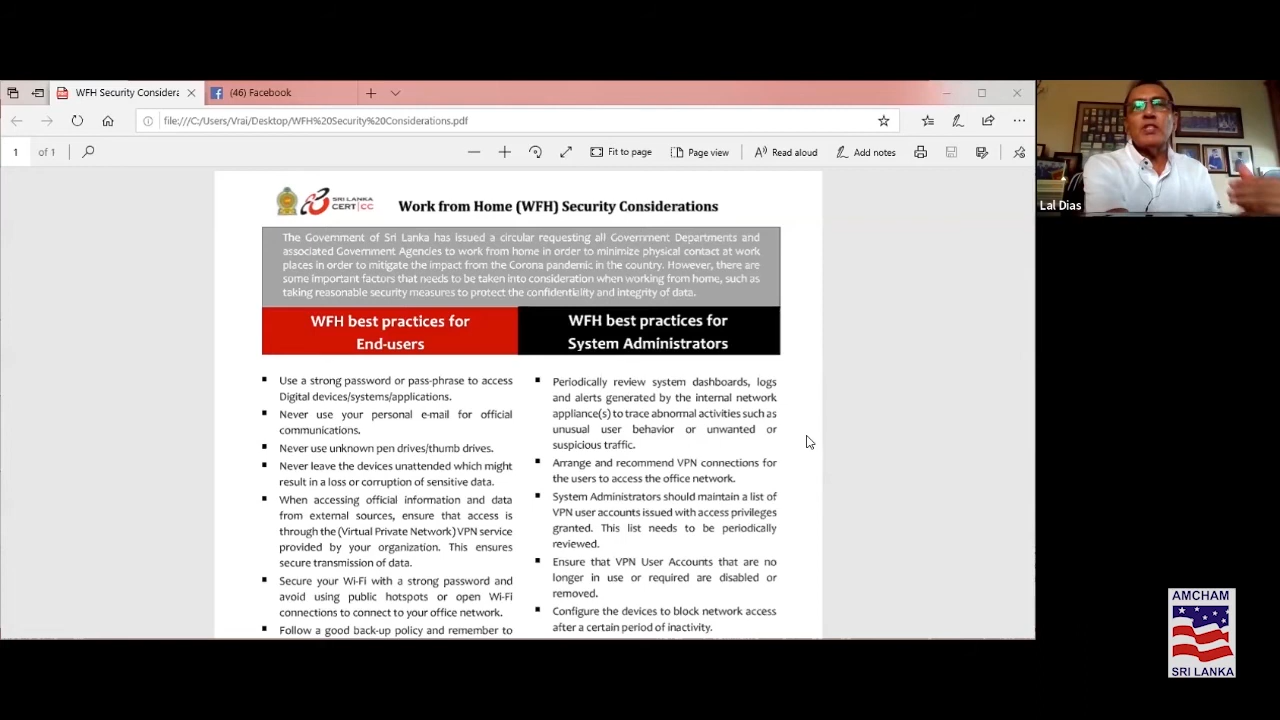 WFH Security Considera
(46) Facebook
file:///C:/Users/Vrai/Desktop/WFH%20Security%20Considerations.pdf
1 of 1
Fit to page
Page view
Read aloud
Add notes
Lal Dias
SRI LANKA
CERT|CC
Work from Home (WFH) Security Considerations
The Government of Sri Lanka has issued a circular requesting all Government Departments and
associated Government Agencies to work from home in order to minimize physical contact at work
places in order to mitigate the impact from the Corona pandemic in the country. However, there are
some important factors that needs to be taken into consideration when working from home, such as
taking reasonable security measures to protect the confidentiality and integrity of data.
WFH best practices for
End-users
▪ Use a strong password or pass-phrase to access
Digital devices/systems/applications.
▪ Never use your personal e-mail for official
communications.
▪ Never use unknown pen drives/thumb drives.
▪ Never leave the devices unattended which might
result in a loss or corruption of sensitive data.
▪ When accessing official information and data
from external sources, ensure that access is
through the (Virtual Private Network) VPN service
provided by your organization. This ensures
secure transmission of data.
▪ Secure your Wi-Fi with a strong password and
avoid using public hotspots or open Wi-Fi
connections to connect to your office network.
▪ Follow a good back-up policy and remember to
WFH best practices for
System Administrators
▪ Periodically review system dashboards, logs
and alerts generated by the internal network
appliance(s) to trace abnormal activities such as
unusual user behavior or unwanted or
suspicious traffic.
▪ Arrange and recommend VPN connections for
the users to access the office network.
▪ System Administrators should maintain a list of
VPN user accounts issued with access privileges
granted. This list needs to be periodically
reviewed.
▪ Ensure that VPN User Accounts that are no
longer in use or required are disabled or
removed.
▪ Configure the devices to block network access
after a certain period of inactivity.
AMCHAM
SRI LANKA